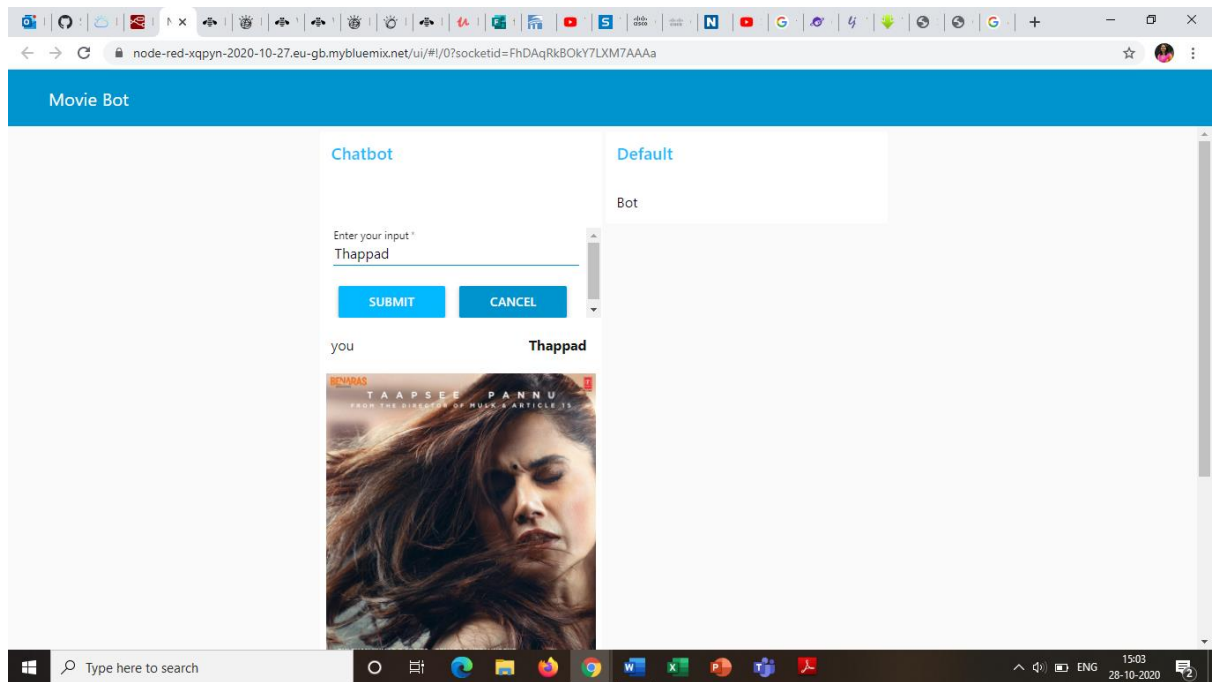 node-red-xqpyn-2020-10-27.eu-gb.mybluemix.net/ui/#!/0?socketid=FhDAqRkBOkY7LXM7AAAa
Movie Bot
Chatbot
Default
Bot
Enter your input *
Thappad
SUBMIT
CANCEL
you
Thappad
BENARAS
TAAPSEE PANNU
FROM THE DIRECTOR OF MULK & ARTICLE 15
Type here to search
ENG
15:03
28-10-2020
2